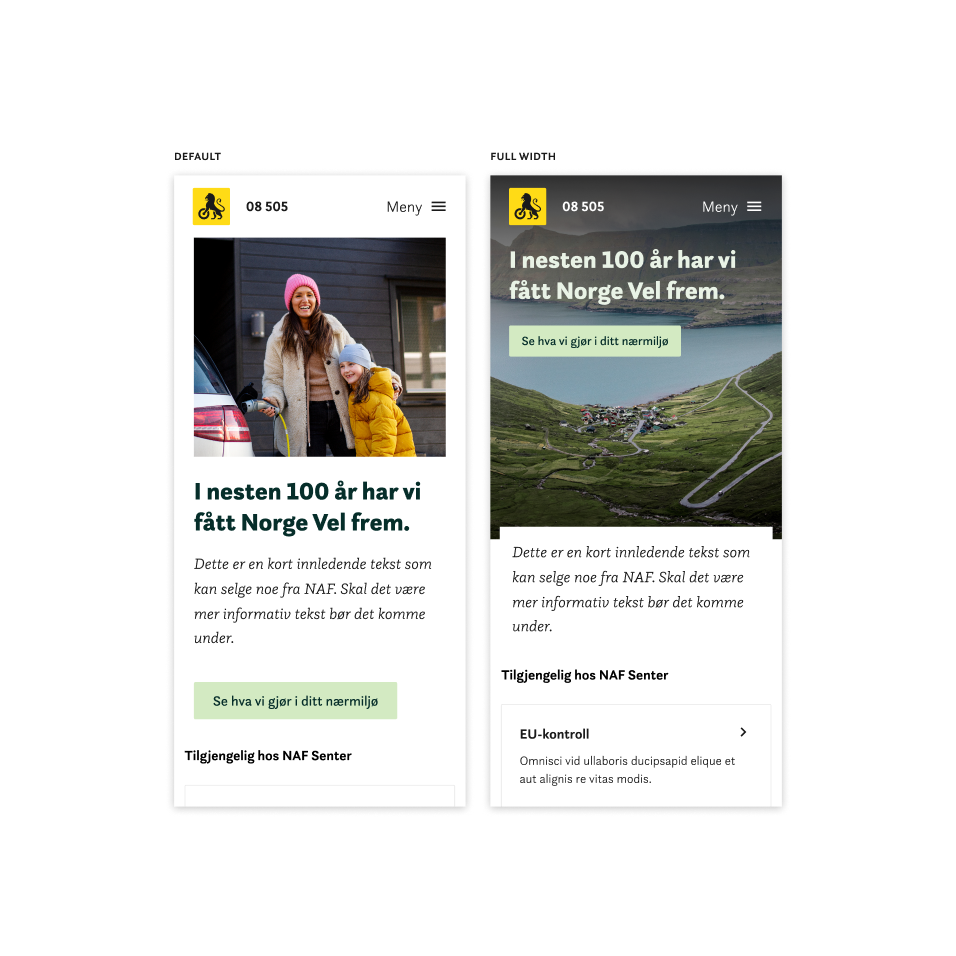 DEFAULT
08 505
Meny
I nesten 100 år har vi
fått Norge Vel frem.
Dette er en kort innledende tekst som
kan selge noe fra NAF. Skal det være
mer informativ tekst bør det komme
under.
Se hva vi gjør i ditt nærmiljø
Tilgjengelig hos NAF Senter
FULL WIDTH
08 505
Meny
I nesten 100 år har vi
fått Norge Vel frem.
Se hva vi gjør i ditt nærmiljø
Dette er en kort innledende tekst som
kan selge noe fra NAF. Skal det være
mer informativ tekst bør det komme
under.
Tilgjengelig hos NAF Senter
EU-kontroll
Omnisci vid ullaboris ducipsapid elique et
aut alignis re vitas modis.